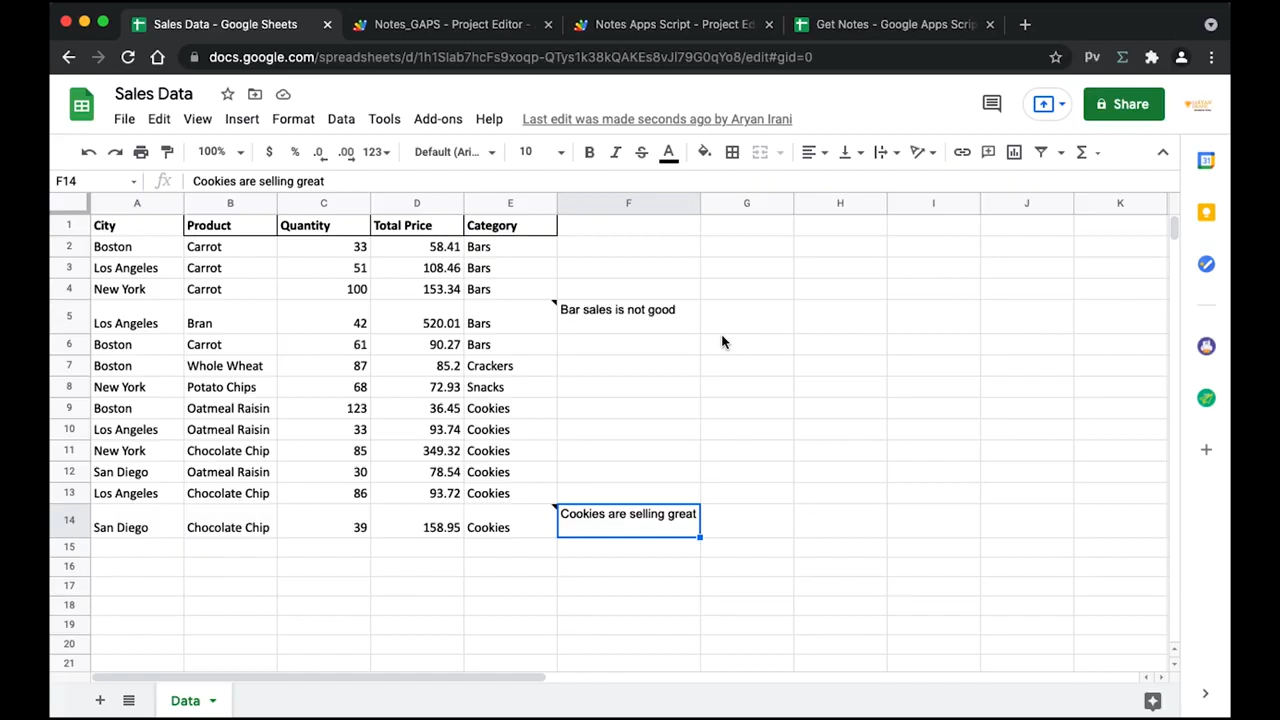 Sales Data - Google Sheets
Notes_GAPS - Project Editor -
Notes Apps Script - Project Ed
Get Notes - Google Apps Scrip
docs.google.com/spreadsheets/d/1h1Slab7hcFs9xoqp-QTys1k38kQAKEs8vJl79G0qYo8/edit#gid=0
Pv
Sales Data
Share
File Edit View Insert Format Data Tools Add-ons Help Last edit was made seconds ago by Aryan Irani
100% $ % .0 .00 123 Default (Ari... 10 B I S A
31
F14 fx Cookies are selling great
A B C D E F G H I J K
1 City Product Quantity Total Price Category
2 Boston Carrot 33 58.41 Bars
3 Los Angeles Carrot 51 108.46 Bars
4 New York Carrot 100 153.34 Bars
5 Los Angeles Bran 42 520.01 Bars Bar sales is not good
6 Boston Carrot 61 90.27 Bars
7 Boston Whole Wheat 87 85.2 Crackers
8 New York Potato Chips 68 72.93 Snacks
9 Boston Oatmeal Raisin 123 36.45 Cookies
10 Los Angeles Oatmeal Raisin 33 93.74 Cookies
11 New York Chocolate Chip 85 349.32 Cookies
12 San Diego Oatmeal Raisin 30 78.54 Cookies
13 Los Angeles Chocolate Chip 86 93.72 Cookies
14 San Diego Chocolate Chip 39 158.95 Cookies Cookies are selling great
15
16
17
18
19
20
21
Data